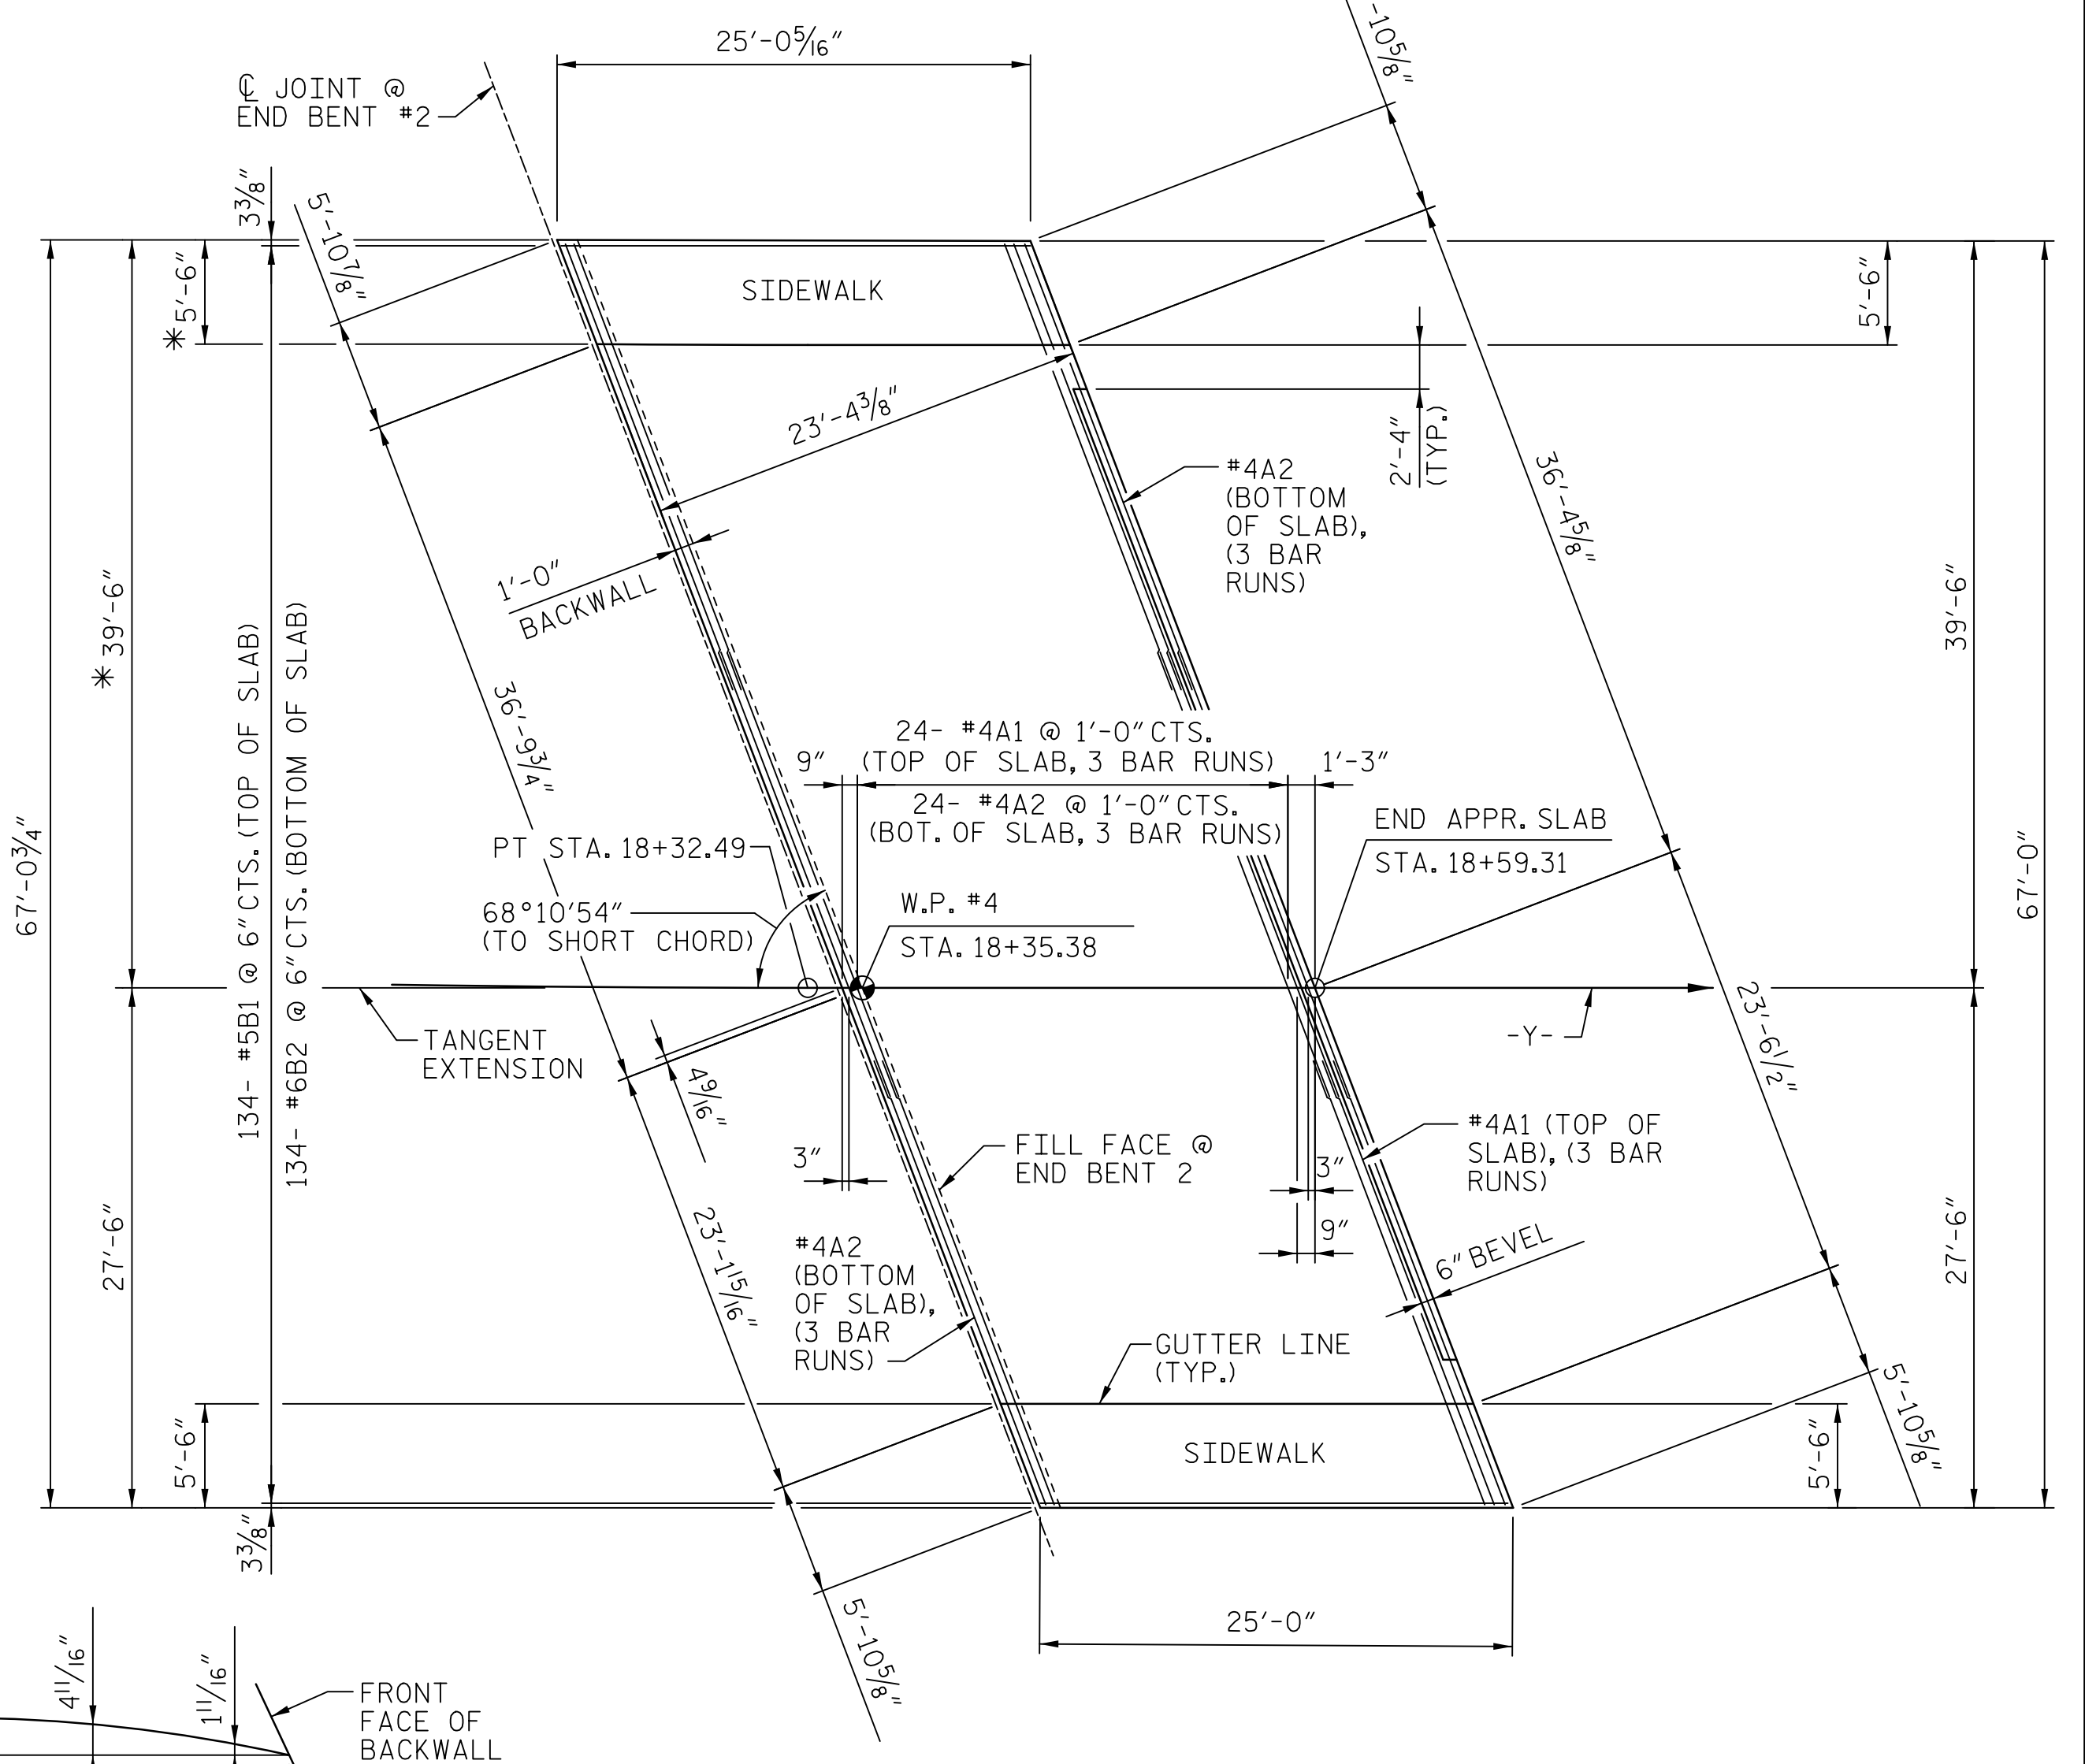 25′-0 5/16″
-10 5/8″
℄ JOINT @
END BENT #2
3 3/8″
5′-10 7/8″
✳ 5′-6″
SIDEWALK
5′-6″
23′-4 3/8″
2′-4″
(TYP.)
#4A2
(BOTTOM
OF SLAB),
(3 BAR
RUNS)
36′-4 5/8″
1′-0″
BACKWALL
✳ 39′-6″
39′-6″
134- #5B1 @ 6″ CTS. (TOP OF SLAB)
134- #6B2 @ 6″ CTS. (BOTTOM OF SLAB)
36′-9 3/4″
67′-0 3/4″
67′-0″
24- #4A1 @ 1′-0″ CTS.
(TOP OF SLAB, 3 BAR RUNS)
9″
1′-3″
24- #4A2 @ 1′-0″ CTS.
(BOT. OF SLAB, 3 BAR RUNS)
PT STA. 18+32.49
END APPR. SLAB
STA. 18+59.31
68°10′54″
(TO SHORT CHORD)
W.P. #4
STA. 18+35.38
TANGENT
EXTENSION
-Y-
23′-6 1/2″
4 9/16″
3″
FILL FACE @
END BENT 2
3″
9″
#4A1 (TOP OF
SLAB), (3 BAR
RUNS)
27′-6″
27′-6″
23′-1 15/16″
#4A2
(BOTTOM
OF SLAB),
(3 BAR
RUNS)
6″ BEVEL
GUTTER LINE
(TYP.)
5′-10 5/8″
5′-6″
SIDEWALK
5′-6″
3 3/8″
25′-0″
5′-10 5/8″
4 11/16″
1 11/16″
FRONT
FACE OF
BACKWALL